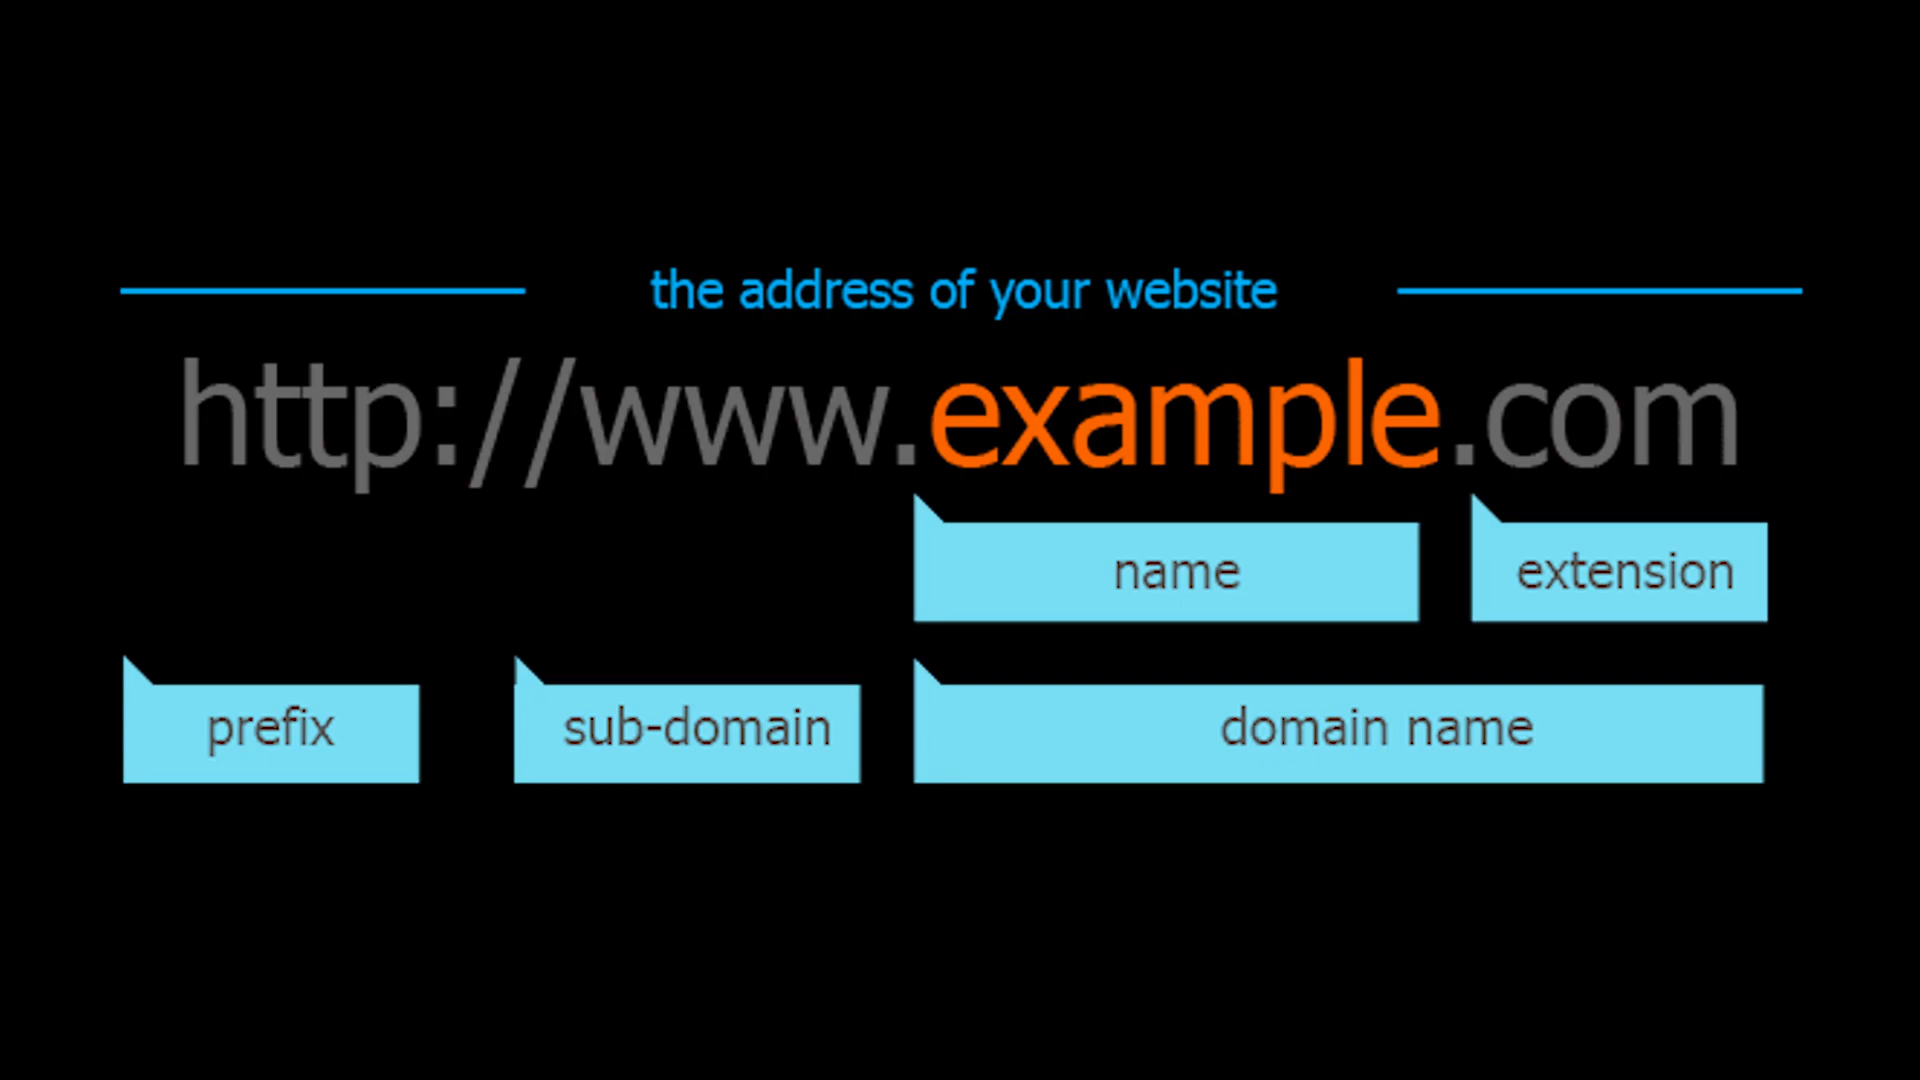 the address of your website
http://www.example.com
name extension
prefix sub-domain domain name